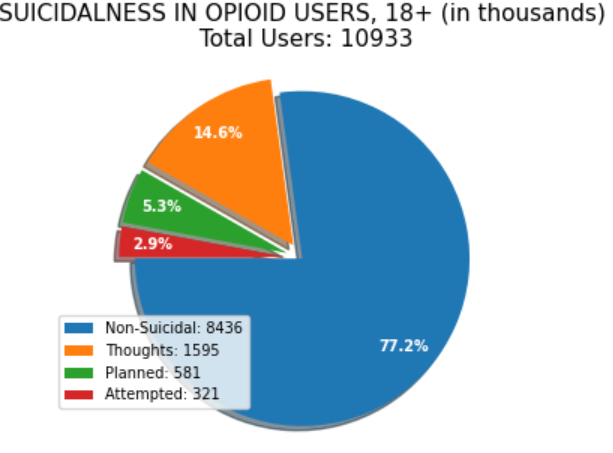 SUICIDALNESS IN OPIOID USERS, 18+ (in thousands)
Total Users: 10933
14.6%
5.3%
2.9%
77.2%
Non-Suicidal: 8436
Thoughts: 1595
Planned: 581
Attempted: 321